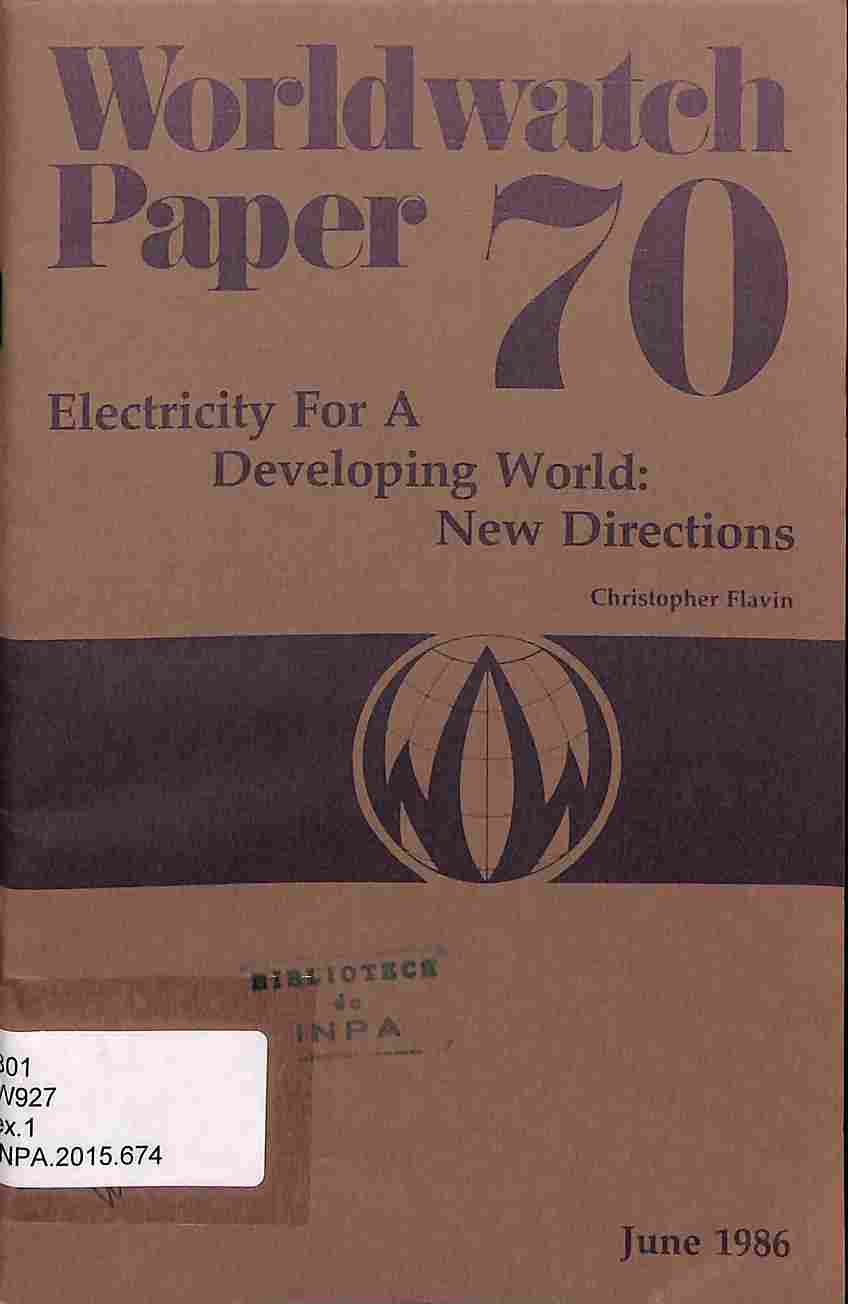 Worldwatch
Paper 70
Electricity For A
Developing World:
New Directions
Christopher Flavin
BIBLIOTECA
de
INPA
301
W927
ex.1
INPA.2015.674
June 1986